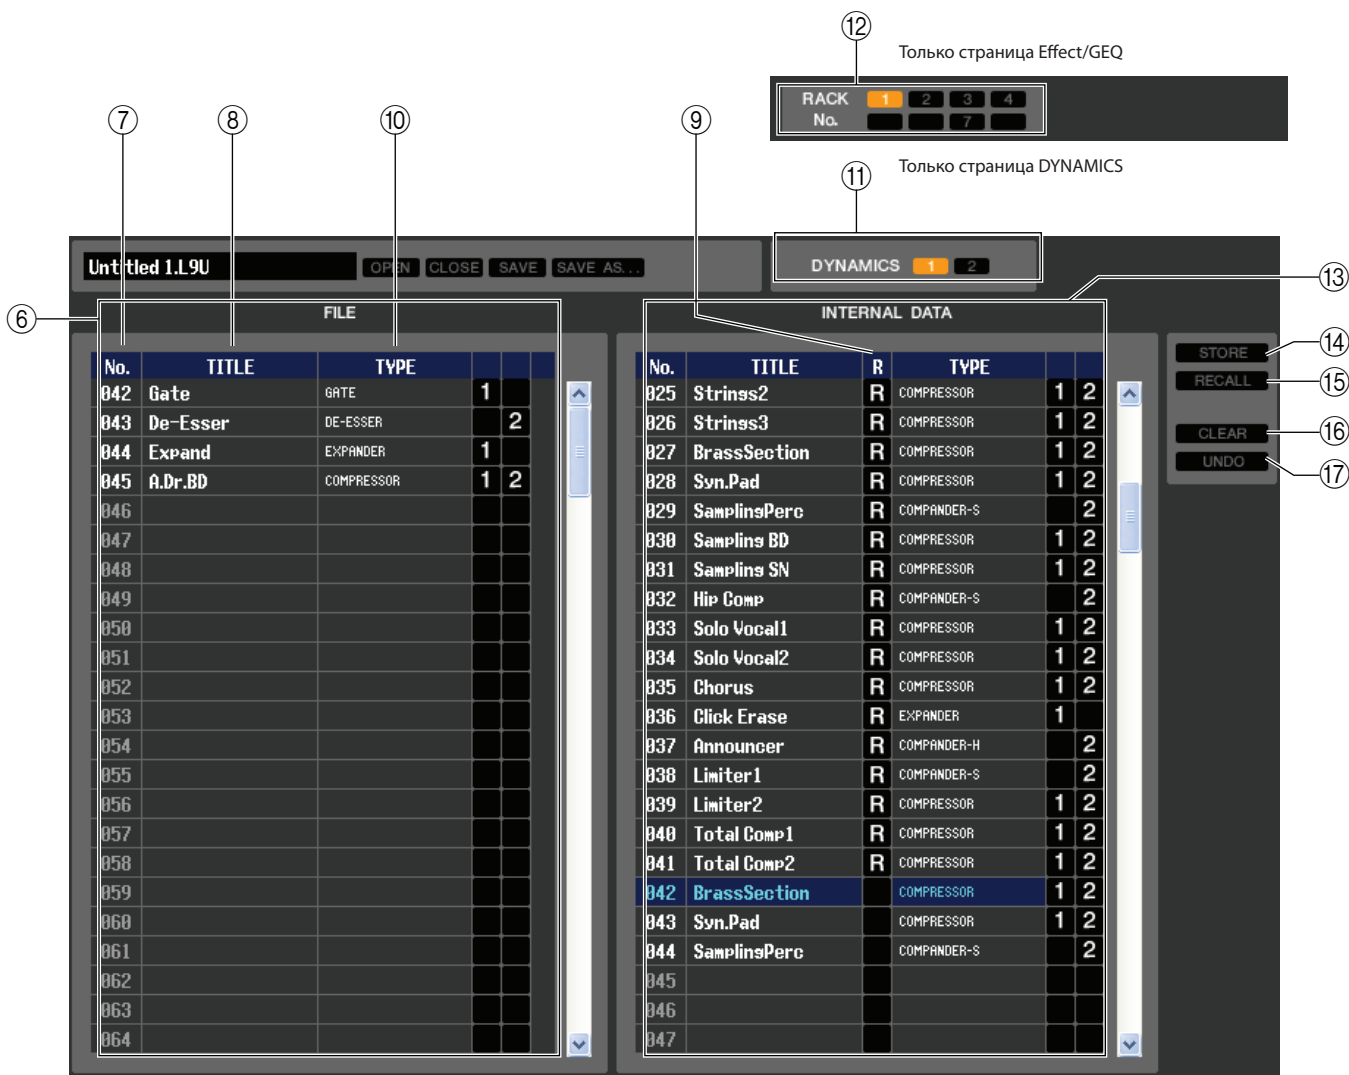 ⑫
Только страница Effect/GEQ
RACK 1 2 3 4
No. 7
⑦ ⑧ ⑩ ⑨
Только страница DYNAMICS
⑪
Untitled 1.L9U OPEN CLOSE SAVE SAVE AS...
DYNAMICS 1 2
⑬
⑥
FILE
INTERNAL DATA
No. TITLE TYPE
042 Gate GATE 1
043 De-Esser DE-ESSER 2
044 Expand EXPANDER 1
045 A.Dr.BD COMPRESSOR 1 2
046
047
048
049
050
051
052
053
054
055
056
057
058
059
060
061
062
063
064
No. TITLE R TYPE
025 Strings2 R COMPRESSOR 1 2
026 Strings3 R COMPRESSOR 1 2
027 BrassSection R COMPRESSOR 1 2
028 Syn.Pad R COMPRESSOR 1 2
029 SamplingPerc R COMPANDER-S 2
030 Sampling BD R COMPRESSOR 1 2
031 Sampling SN R COMPRESSOR 1 2
032 Hip Comp R COMPANDER-S 2
033 Solo Vocal1 R COMPRESSOR 1 2
034 Solo Vocal2 R COMPRESSOR 1 2
035 Chorus R COMPRESSOR 1 2
036 Click Erase R EXPANDER 1
037 Announcer R COMPANDER-H 2
038 Limiter1 R COMPANDER-S 2
039 Limiter2 R COMPRESSOR 1 2
040 Total Comp1 R COMPRESSOR 1 2
041 Total Comp2 R COMPRESSOR 1 2
042 BrassSection COMPRESSOR 1 2
043 Syn.Pad COMPRESSOR 1 2
044 SamplingPerc COMPANDER-S 2
045
046
047
STORE ⑭
RECALL ⑮
CLEAR ⑯
UNDO ⑰